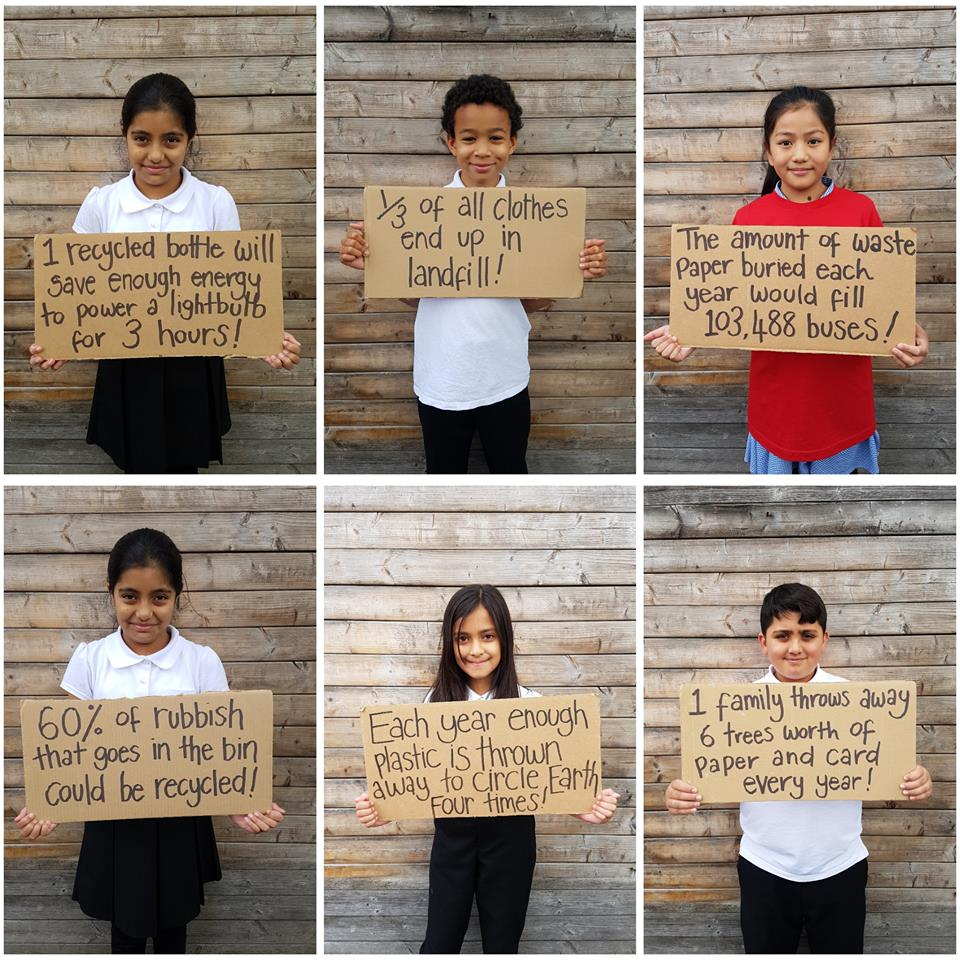 1 recycled bottle will
save enough energy
to power a lightbulb
for 3 hours!
1/3 of all clothes
end up in
landfill!
The amount of waste
paper buried each
year would fill
103,488 buses!
60% of rubbish
that goes in the bin
could be recycled!
Each year enough
plastic is thrown
away to circle Earth
four times!
1 family throws away
6 trees worth of
paper and card
every year!